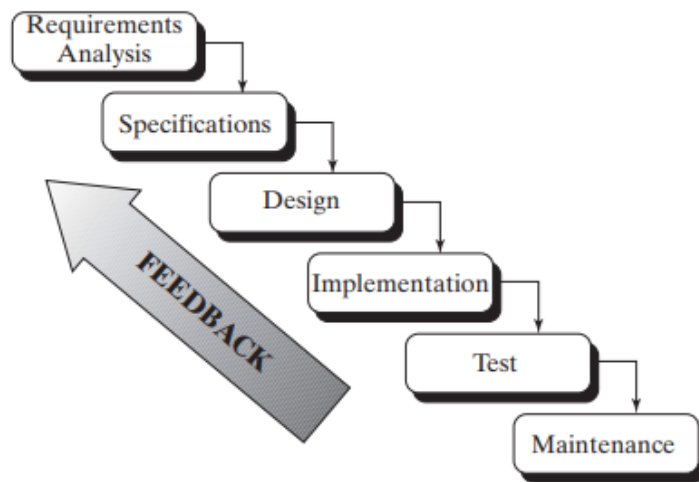 Requirements
Analysis
Specifications
Design
Implementation
Test
Maintenance
FEEDBACK